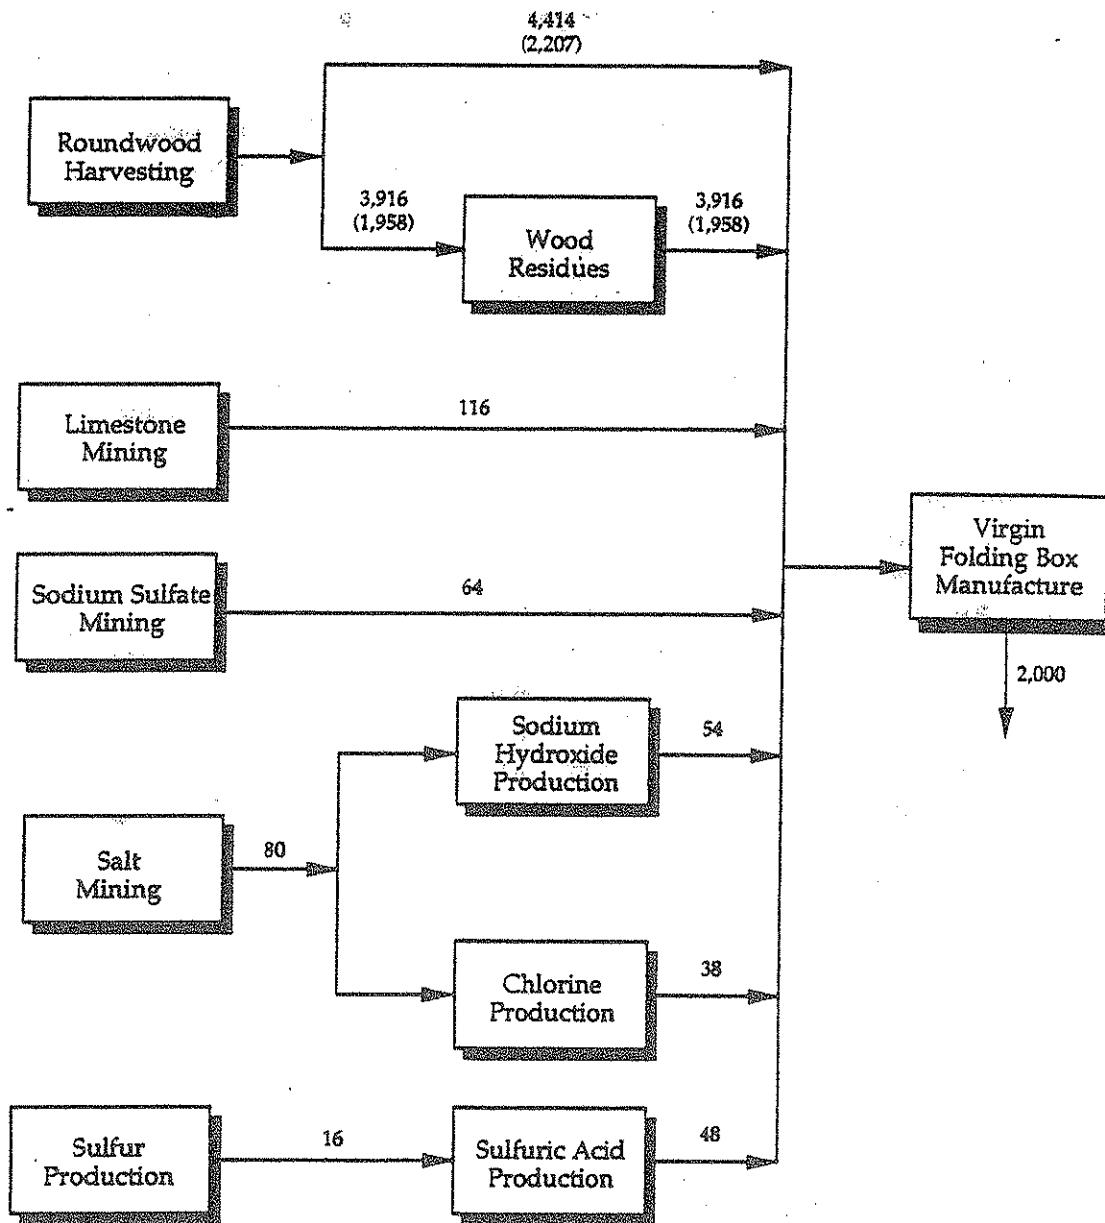 4,414
(2,207)
Roundwood
Harvesting
3,916
(1,958)
Wood
Residues
3,916
(1,958)
Limestone
Mining
116
Sodium Sulfate
Mining
64
Virgin
Folding Box
Manufacture
2,000
Sodium
Hydroxide
Production
54
Salt
Mining
80
Chlorine
Production
38
Sulfur
Production
16
Sulfuric Acid
Production
48